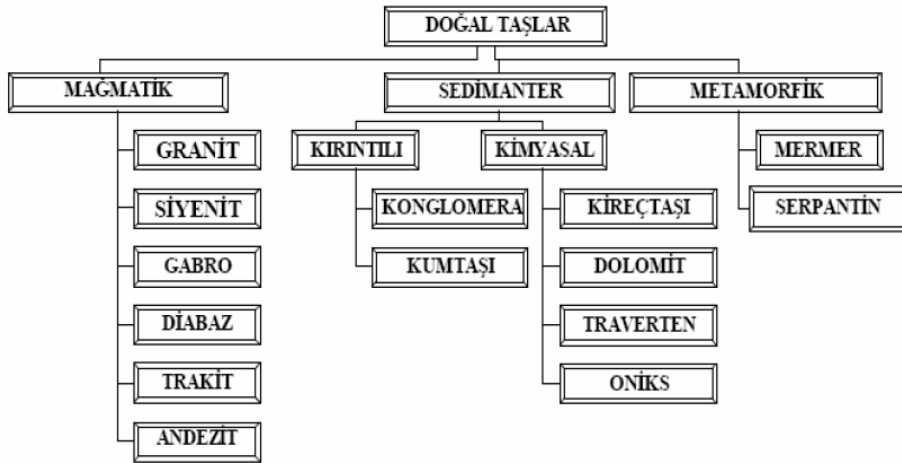 DOĞAL TAŞLAR
MAĞMATİK
SEDİMANTER
METAMORFİK
GRANİT
KIRINTILI
KİMYASAL
MERMER
SİYENİT
KONGLOMERA
KİREÇTAŞI
SERPANTİN
GABRO
KUMTAŞI
DOLOMİT
DİABAZ
TRAVERTEN
TRAKİT
ONİKS
ANDEZİT